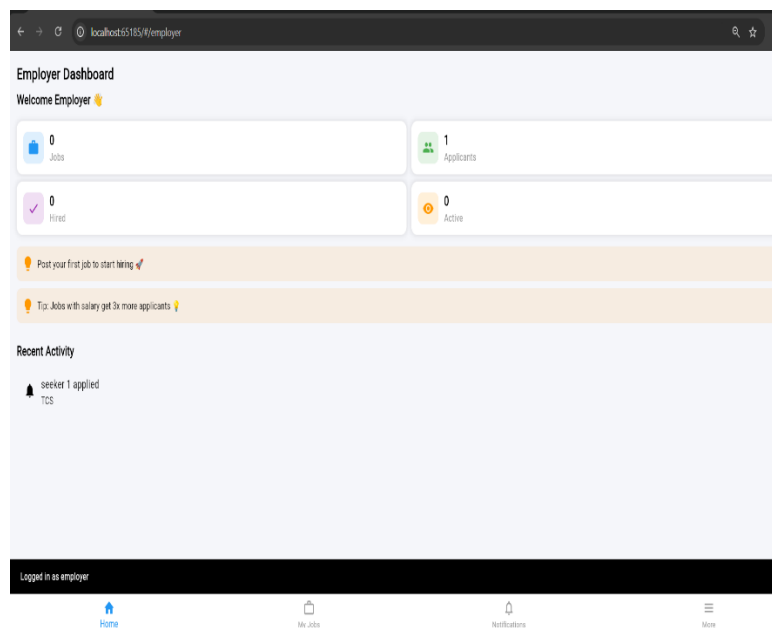 localhost:65185/#/employer
Employer Dashboard
Welcome Employer 👋
0
Jobs
1
Applicants
0
Hired
0
Active
Post your first job to start hiring 🚀
Tip: Jobs with salary get 3x more applicants 💡
Recent Activity
seeker 1 applied
TCS
Logged in as employer
Home
My Jobs
Notifications
More